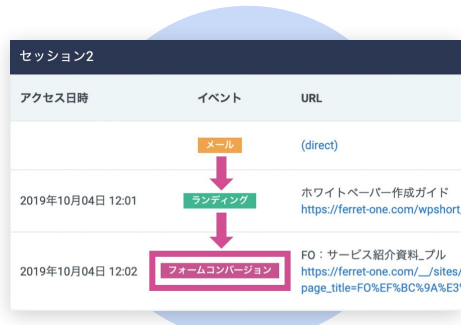 セッション2
アクセス日時 イベント URL
メール (direct)
2019年10月04日 12:01 ランディング ホワイトペーパー作成ガイド
https://ferret-one.com/wpshort_
2019年10月04日 12:02 フォームコンバージョン FO：サービス紹介資料_プル
https://ferret-one.com/__/sites/
page_title=FO%EF%BC%9A%E3%